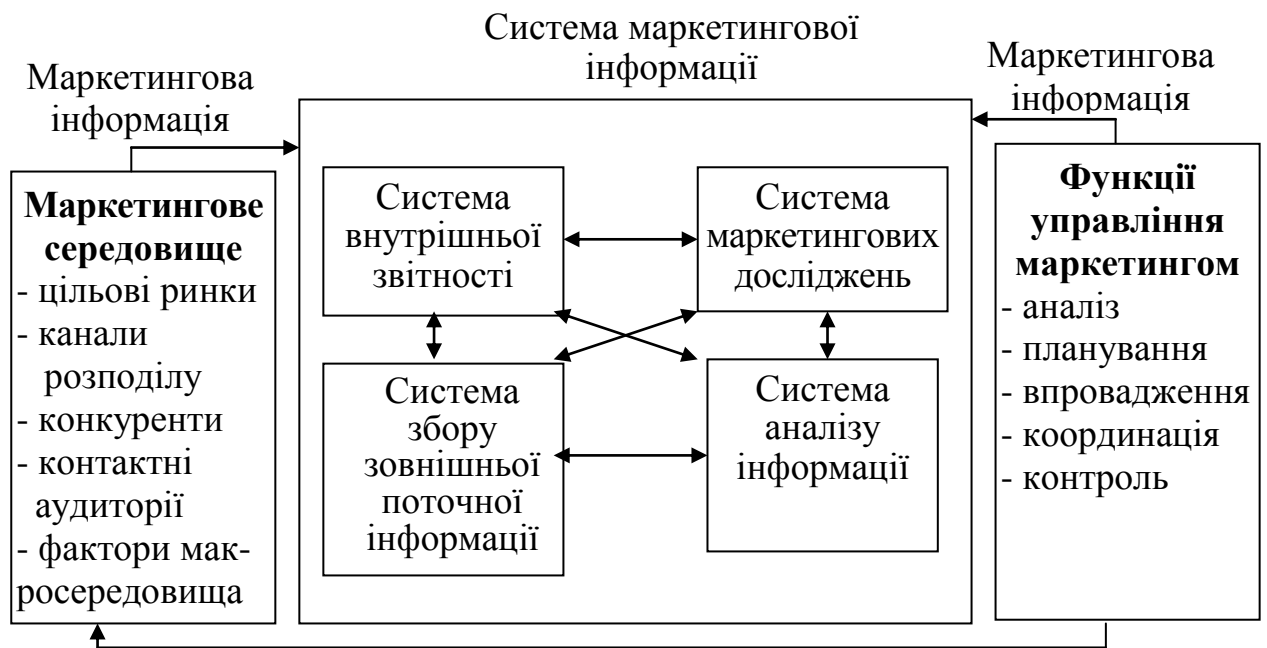 Система маркетингової
інформації
Маркетингова
інформація
Маркетингова
інформація
Маркетингове
середовище
- цільові ринки
- канали
розподілу
- конкуренти
- контактні
аудиторії
- фактори мак-
росередовища
Система
внутрішньої
звітності
Система
маркетингових
досліджень
Система
збору
зовнішньої
поточної
інформації
Система
аналізу
інформації
Функції
управління
маркетингом
- аналіз
- планування
- впровадження
- координація
- контроль